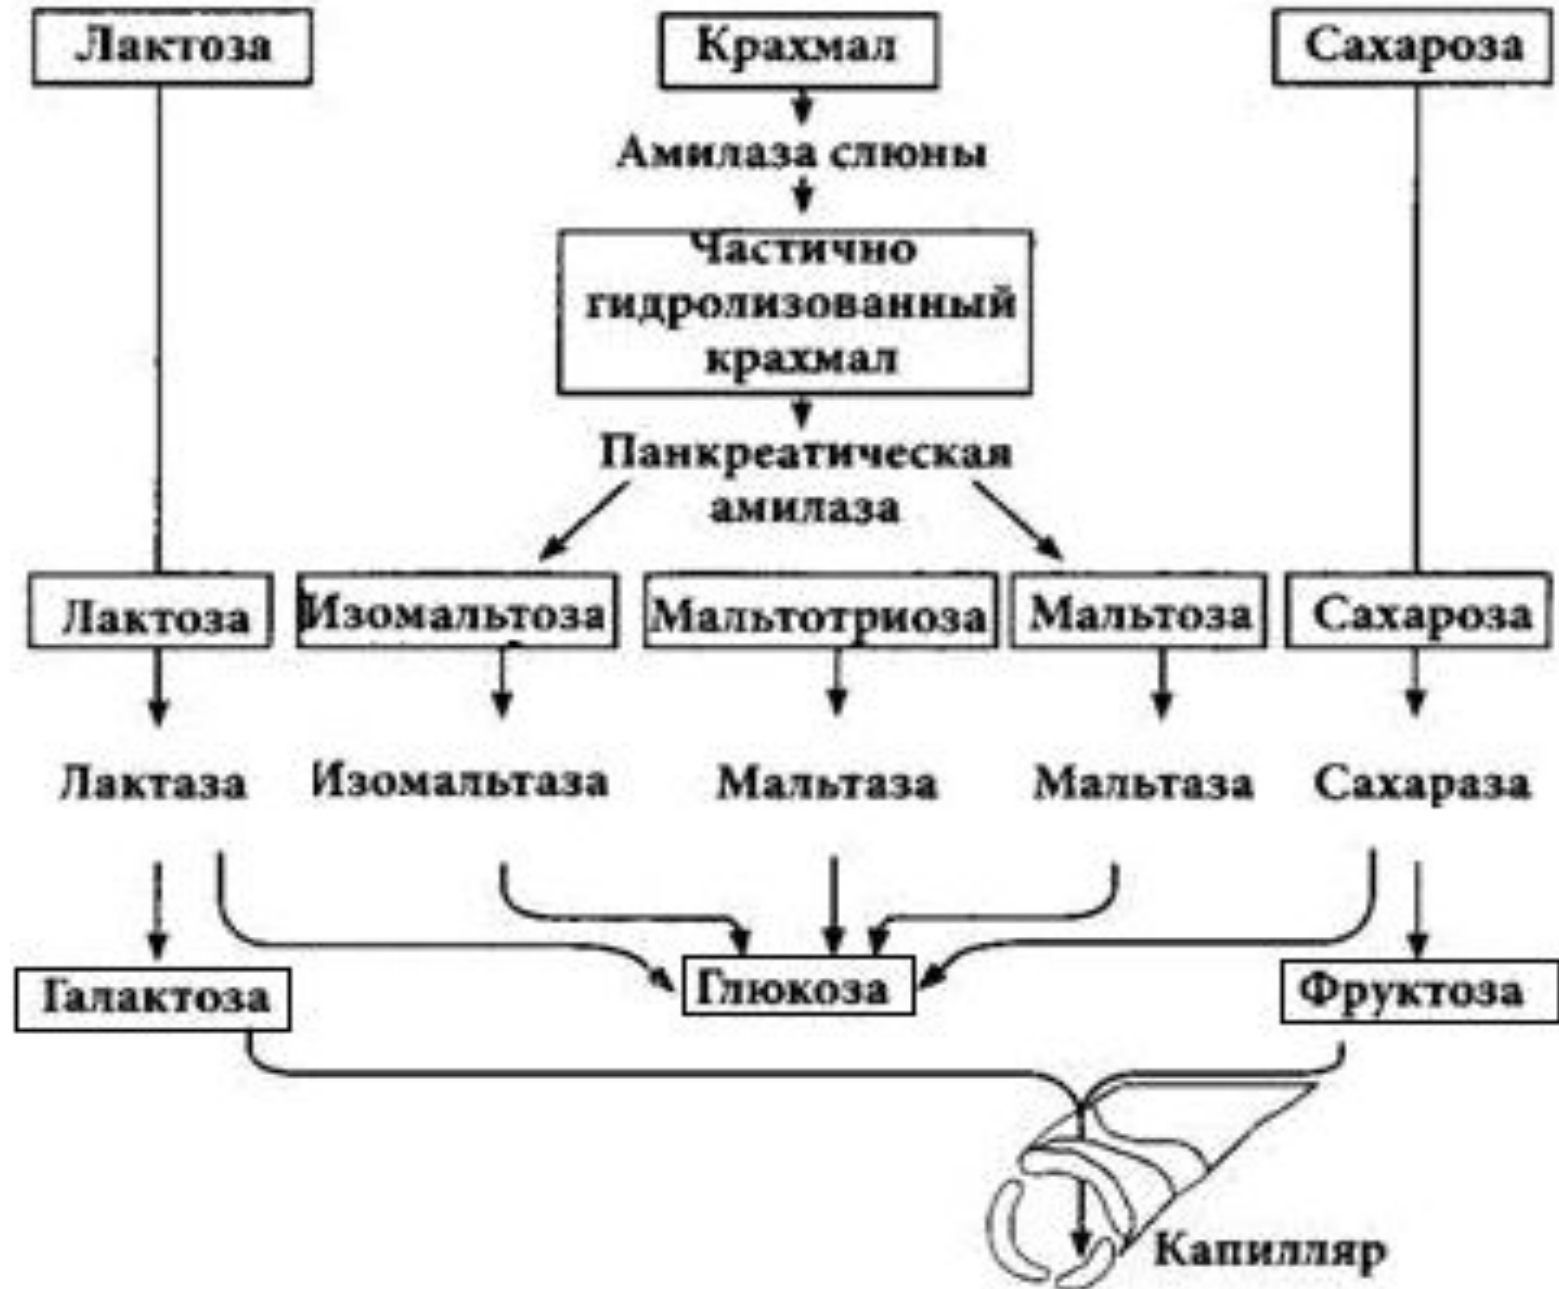 Лактоза
Крахмал
Сахароза
Амилаза слюны
Частично
гидролизованный
крахмал
Панкреатическая
амилаза
Лактоза
Изомальтоза
Мальтотриоза
Мальтоза
Сахароза
Лактаза
Изомальтаза
Мальтаза
Мальтаза
Сахараза
Галактоза
Глюкоза
Фруктоза
Капилляр